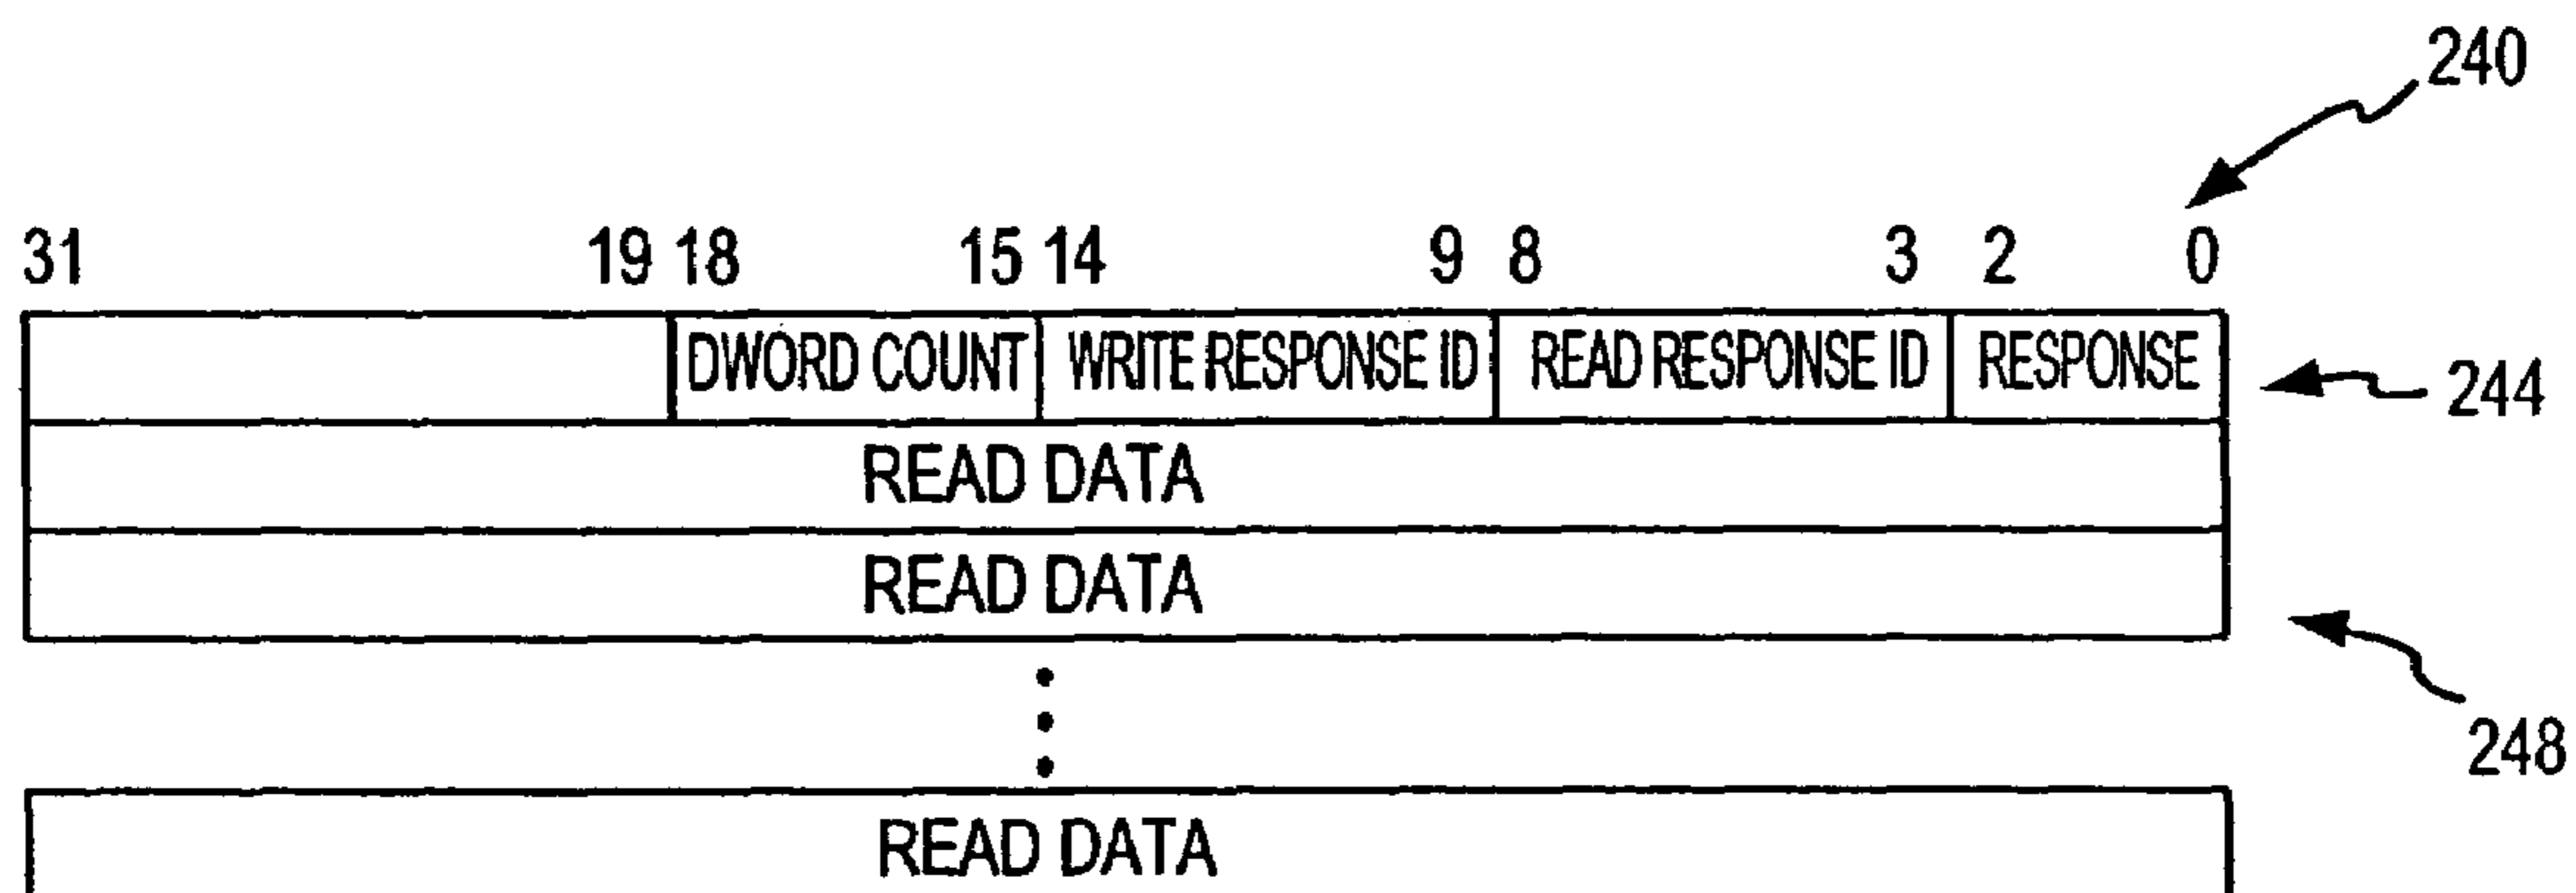 240
31 19 18 15 14 9 8 3 2 0
DWORD COUNT WRITE RESPONSE ID READ RESPONSE ID RESPONSE
244
READ DATA
READ DATA
248
READ DATA